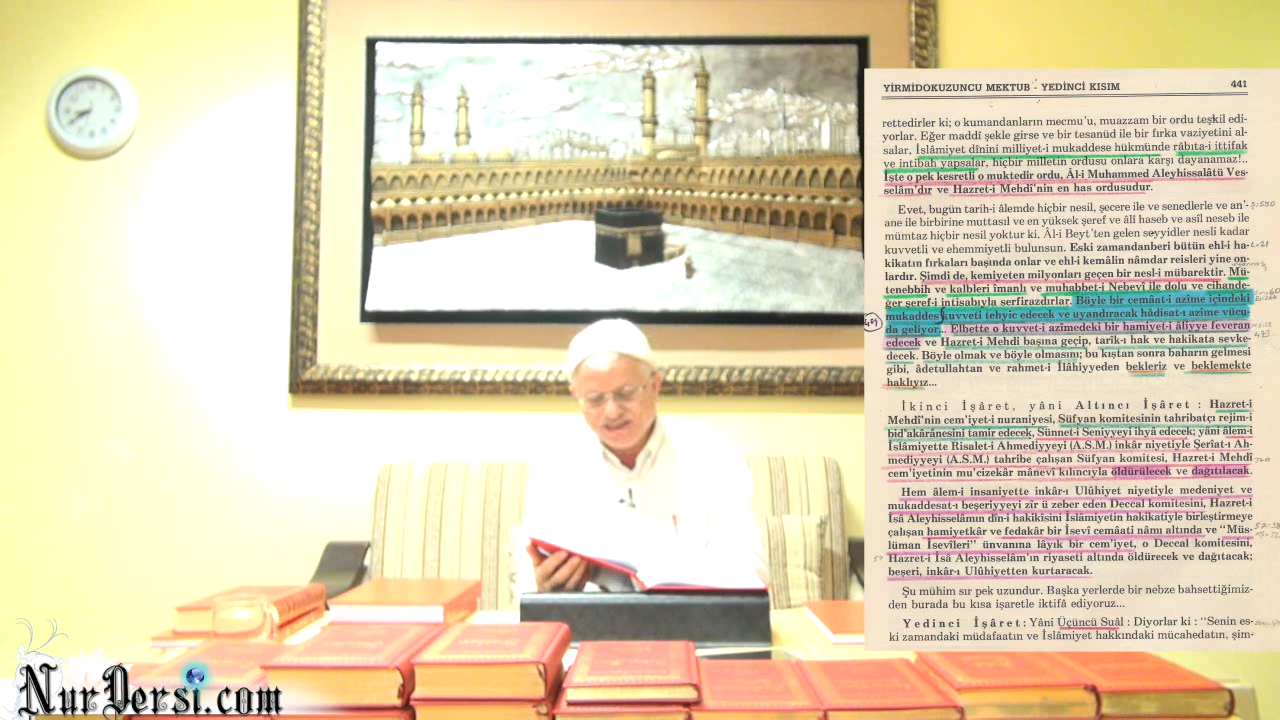 YİRMİDOKUZUNCU MEKTUB - YEDİNCİ KISIM 441
rettedirler ki; o kumandanların mecmu'u, muazzam bir ordu teşkil edi-
yorlar. Eğer maddî şekle girse ve bir tesanüd ile bir fırka vaziyetini al-
salar, İslâmiyet dînini milliyet-i mukaddese hükmünde râbıta-i ittifak
ve intibah yapsalar, hiçbir milletin ordusu onlara karşı dayanamaz!..
İşte o pek kesretli o muktedir ordu, Âl-i Muhammed Aleyhissalâtü Ves-
selâm'dır ve Hazret-i Mehdî'nin en has ordusudur.
Evet, bugün tarih-i âlemde hiçbir nesil, şecere ile ve senedlerle ve an'-
ane ile birbirine muttasıl ve en yüksek şeref ve âli haseb ve asil neseb ile
mümtaz hiçbir nesil yoktur ki, Âl-i Beyt'ten gelen seyyidler nesli kadar
kuvvetli ve ehemmiyetli bulunsun. Eski zamandanberi bütün ehl-i ha-
kikatın fırkaları başında onlar ve ehl-i kemâlin nâmdar reisleri yine on-
lardır. Şimdi de, kemiyeten milyonları geçen bir nesl-i mübarektir. Mü-
tenebbih ve kalbleri îmanlı ve muhabbet-i Nebevî ile dolu ve cihande-
ğer şeref-i intisabıyla serfirazdırlar. Böyle bir cemâat-i azîme içindeki
mukaddes kuvveti tehyic edecek ve uyandıracak hâdisat-ı azîme vücu-
da geliyor.. Elbette o kuvvet-i azîmedeki bir hamiyet-i âliyye feveran
edecek ve Hazret-i Mehdi başına geçip, tarîk-ı hak ve hakikata sevke-
decek. Böyle olmak ve böyle olmasını; bu kıştan sonra baharın gelmesi
gibi, âdetullahtan ve rahmet-i İlâhiyyeden bekleriz ve beklemekte
haklıyız...
İkinci İşâret, yâni Altıncı İşâret : Hazret-i
Mehdî'nin cem'iyet-i nuraniyesi, Süfyan komitesinin tahribatçı rejim-i
bid'akârânesini tamir edecek, Sünnet-i Seniyyeyi ihyâ edecek; yâni âlem-i
İslâmiyette Risalet-i Ahmediyyeyi (A.S.M.) inkâr niyetiyle Şerîat-ı Ah-
mediyyeyi (A.S.M.) tahribe çalışan Süfyan komitesi, Hazret-i Mehdî
cem'iyetinin mu'cizekâr mânevî kılıncıyla öldürülecek ve dağıtılacak.
Hem âlem-i insaniyette inkâr-ı Ulûhiyet niyetiyle medeniyet ve
mukaddesat-ı beşeriyyeyi zîr ü zeber eden Deccal komitesini, Hazret-i
İsâ Aleyhisselâmın dîn-i hakikisini İslâmiyetin hakikatiyle birleştirmeye
çalışan hamiyetkâr ve fedakâr bir İsevî cemâati nâmı altında ve "Müs-
lüman İsevîleri" ünvanına lâyık bir cem'iyet, o Deccal komitesini,
Hazret-i İsâ Aleyhisselâm'ın riyaseti altında öldürecek ve dağıtacak;
beşeri, inkâr-ı Ulûhiyetten kurtaracak.
Şu mühim sır pek uzundur. Başka yerlerde bir nebze bahsettiğimiz-
den burada bu kısa işaretle iktifâ ediyoruz...
Yedinci İşâret: Yâni Üçüncü Suâl : Diyorlar ki : "Senin es-
ki zamandaki müdafaatın ve İslâmiyet hakkındaki mücahedatın, şim-
NurDersi.com